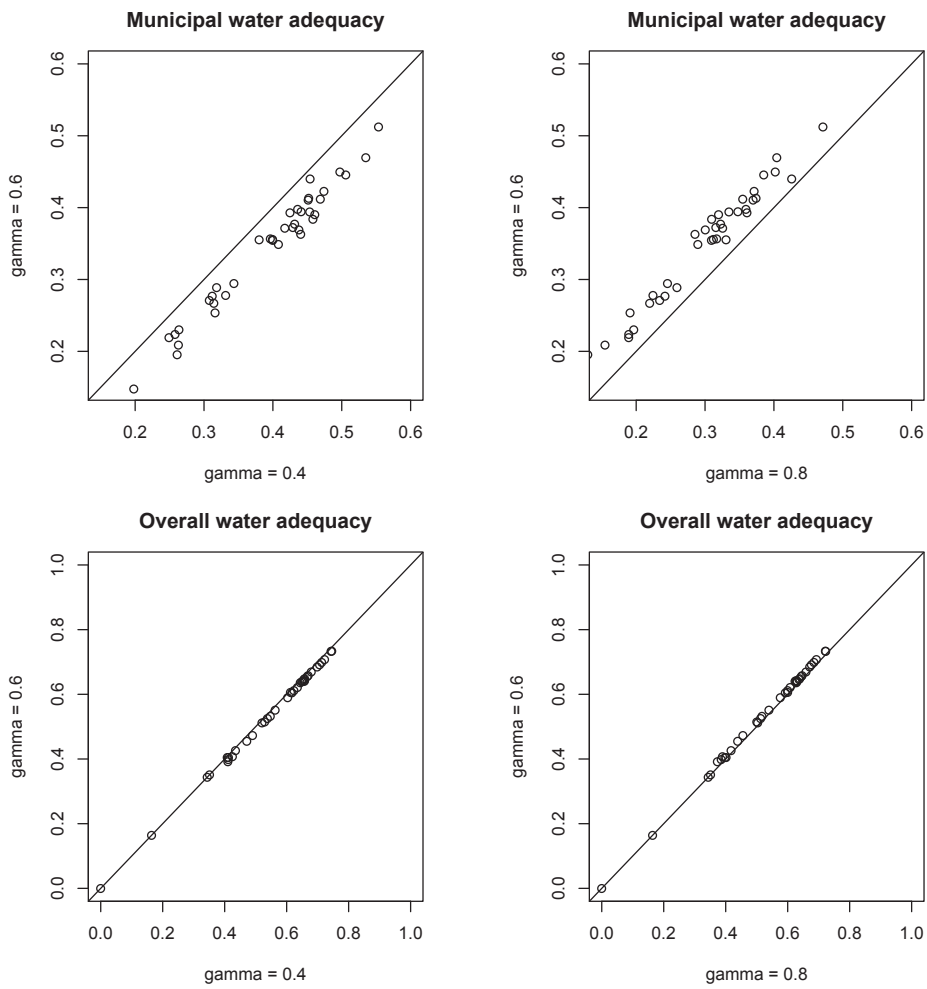 Municipal water adequacy
0.6
0.5
0.4
0.3
0.2
gamma = 0.6
0.2 0.3 0.4 0.5 0.6
gamma = 0.4
Municipal water adequacy
0.6
0.5
0.4
0.3
0.2
gamma = 0.6
0.2 0.3 0.4 0.5 0.6
gamma = 0.8
Overall water adequacy
1.0
0.8
0.6
0.4
0.2
0.0
gamma = 0.6
0.0 0.2 0.4 0.6 0.8 1.0
gamma = 0.4
Overall water adequacy
1.0
0.8
0.6
0.4
0.2
0.0
gamma = 0.6
0.0 0.2 0.4 0.6 0.8 1.0
gamma = 0.8